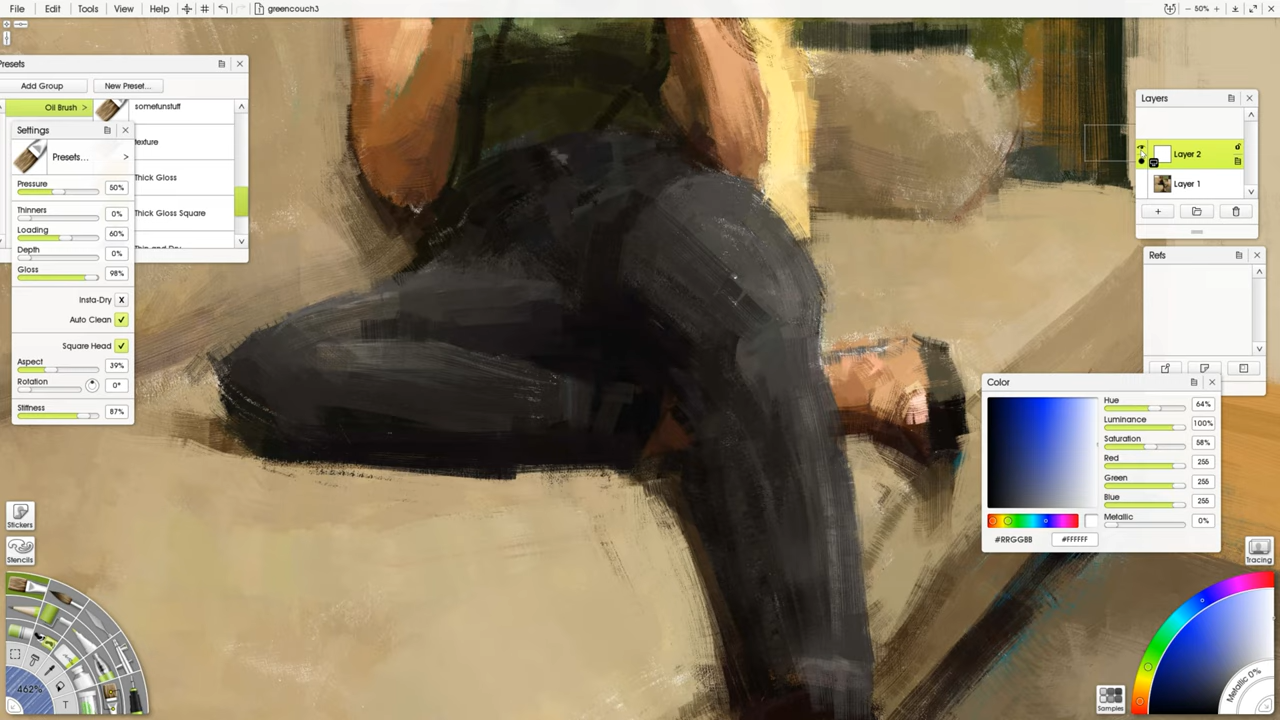 File Edit Tools View Help greencouch3 50%
Presets
Add Group New Preset...
Oil Brush > somefunstuff
texture
Thick Gloss
Thick Gloss Square
Settings
Presets... >
Pressure 50%
Thinners 0%
Loading 60%
Depth 0%
Gloss 98%
Insta-Dry X
Auto Clean
Square Head
Aspect 39%
Rotation 0°
Stiffness 87%
Layers
Layer 2
Layer 1
Refs
Color
Hue 64%
Luminance 100%
Saturation 58%
Red 255
Green 255
Blue 255
Metallic 0%
#RRGGBB #FFFFFF
Stickers
Stencils
462%
T
Tracing
Metallic 0%
Samples